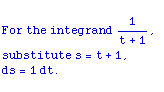 For the integrand 1/(t + 1),
substitute s = t + 1,
ds = 1 dt.